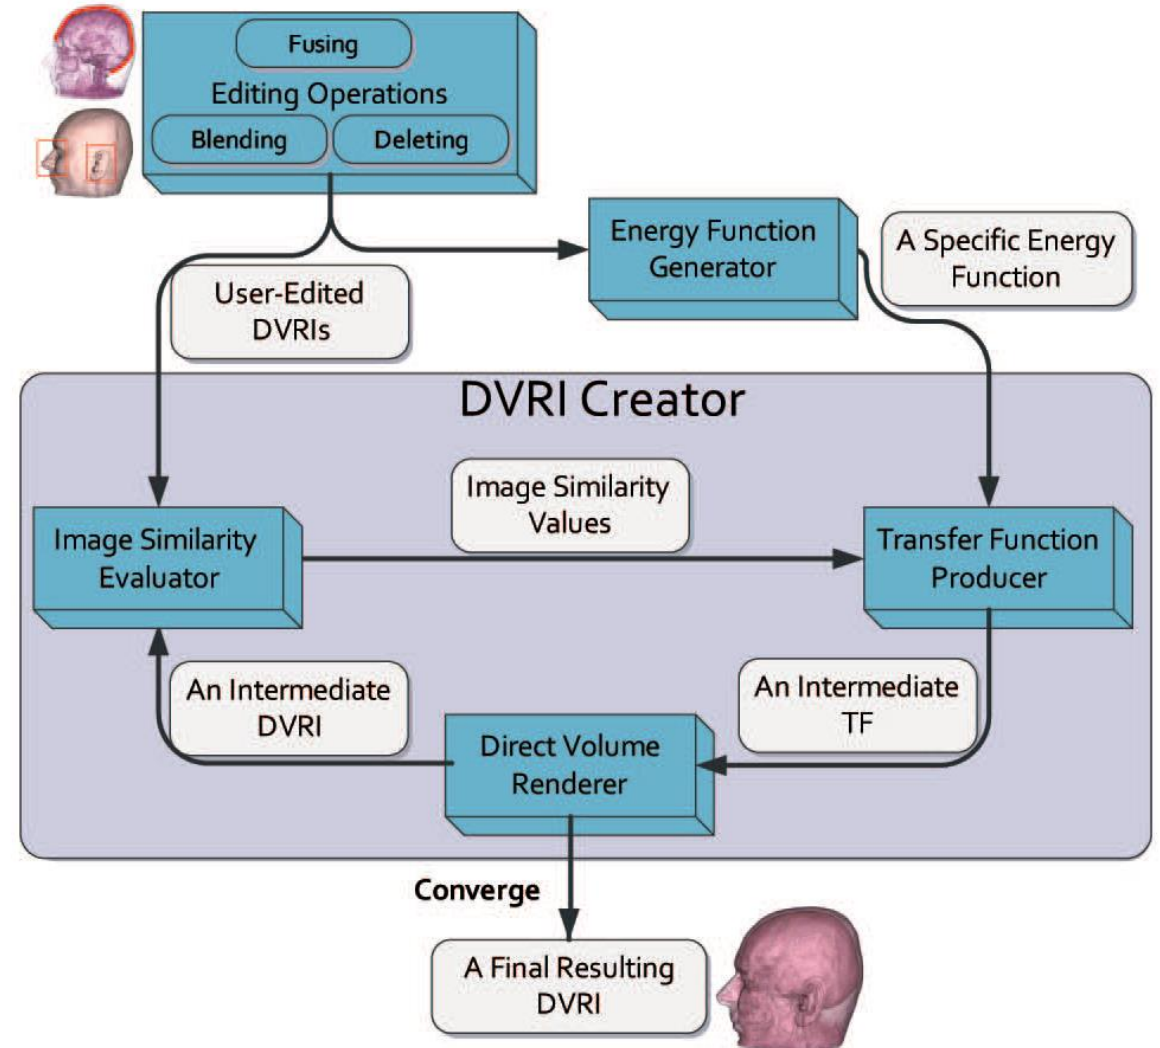 Fusing
Editing Operations
Blending
Deleting
Energy Function
Generator
A Specific Energy
Function
User-Edited
DVRIs
DVRI Creator
Image Similarity
Values
Image Similarity
Evaluator
Transfer Function
Producer
An Intermediate
DVRI
An Intermediate
TF
Direct Volume
Renderer
Converge
A Final Resulting
DVRI